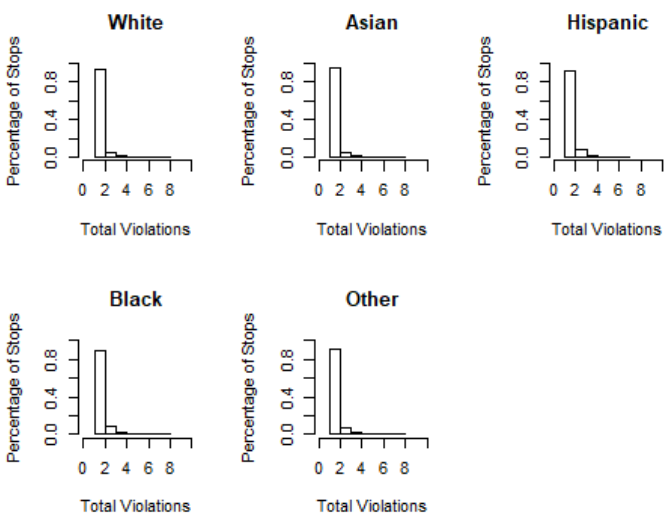 White
Percentage of Stops
0.0 0.4 0.8
0 2 4 6 8
Total Violations
Asian
Percentage of Stops
0.0 0.4 0.8
0 2 4 6 8
Total Violations
Hispanic
Percentage of Stops
0.0 0.4 0.8
0 2 4 6 8
Total Violations
Black
Percentage of Stops
0.0 0.4 0.8
0 2 4 6 8
Total Violations
Other
Percentage of Stops
0.0 0.4 0.8
0 2 4 6 8
Total Violations